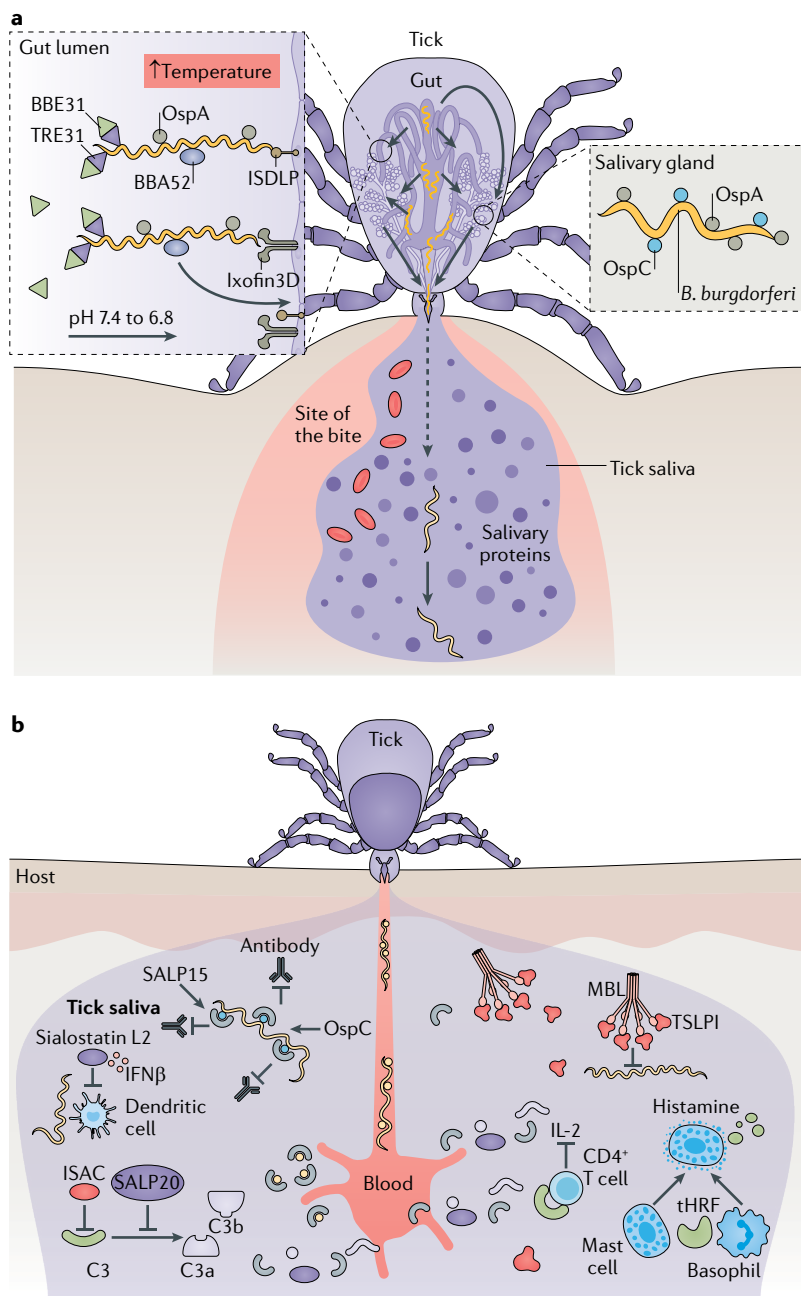 a
Gut lumen
↑Temperature
BBE31
TRE31
OspA
BBA52
ISDLP
Ixofin3D
pH 7.4 to 6.8
Tick
Gut
Salivary gland
OspA
OspC
B. burgdorferi
Site of
the bite
Tick saliva
Salivary
proteins
b
Tick
Host
Antibody
SALP15
Tick saliva
OspC
Sialostatin L2
IFNβ
Dendritic
cell
MBL
TSLPI
ISAC
SALP20
C3b
C3
C3a
Blood
IL-2
CD4+
T cell
Histamine
tHRF
Mast
cell
Basophil